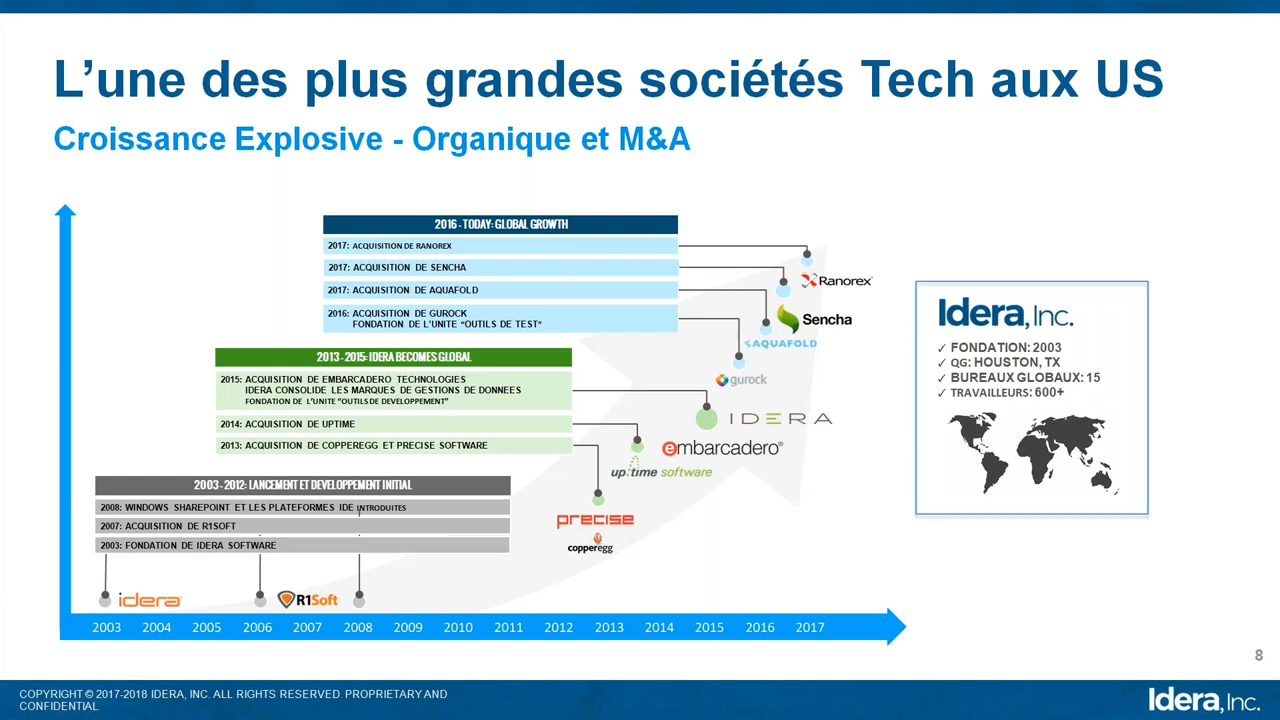 L’une des plus grandes sociétés Tech aux US
Croissance Explosive - Organique et M&A
2016 - TODAY: GLOBAL GROWTH
2017: ACQUISITION DE RANOREX
2017: ACQUISITION DE SENCHA
2017: ACQUISITION DE AQUAFOLD
2016: ACQUISITION DE GUROCK
FONDATION DE L’UNITE “OUTILS DE TEST”
Ranorex
Sencha
AQUAFOLD
gurock
2013 - 2015: IDERA BECOMES GLOBAL
2015: ACQUISITION DE EMBARCADERO TECHNOLOGIES
IDERA CONSOLIDE LES MARQUES DE GESTIONS DE DONNEES
FONDATION DE L’UNITE “OUTILS DE DEVELOPPEMENT”
2014: ACQUISITION DE UPTIME
2013: ACQUISITION DE COPPEREGG ET PRECISE SOFTWARE
IDERA
embarcadero®
up:time software
precise
copperegg
2003 - 2012: LANCEMENT ET DEVELOPPEMENT INITIAL
2008: WINDOWS SHAREPOINT ET LES PLATEFORMES IDE INTRODUITES
2007: ACQUISITION DE R1SOFT
2003: FONDATION DE IDERA SOFTWARE
idera
R1Soft
2003 2004 2005 2006 2007 2008 2009 2010 2011 2012 2013 2014 2015 2016 2017
Idera, Inc.
✓ FONDATION: 2003
✓ QG: HOUSTON, TX
✓ BUREAUX GLOBAUX: 15
✓ TRAVAILLEURS: 600+
8
COPYRIGHT © 2017-2018 IDERA, INC. ALL RIGHTS RESERVED. PROPRIETARY AND
CONFIDENTIAL.
Idera, Inc.